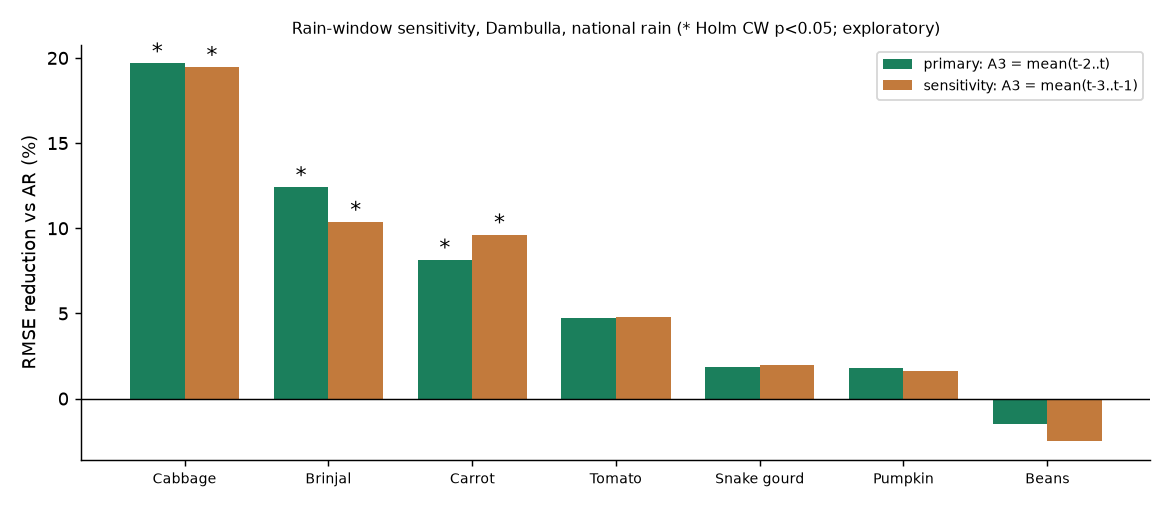 Rain-window sensitivity, Dambulla, national rain (* Holm CW p<0.05; exploratory)
primary: A3 = mean(t-2..t)
sensitivity: A3 = mean(t-3..t-1)
RMSE reduction vs AR (%)
20
15
10
5
0
* *
* *
* *
Cabbage Brinjal Carrot Tomato Snake gourd Pumpkin Beans